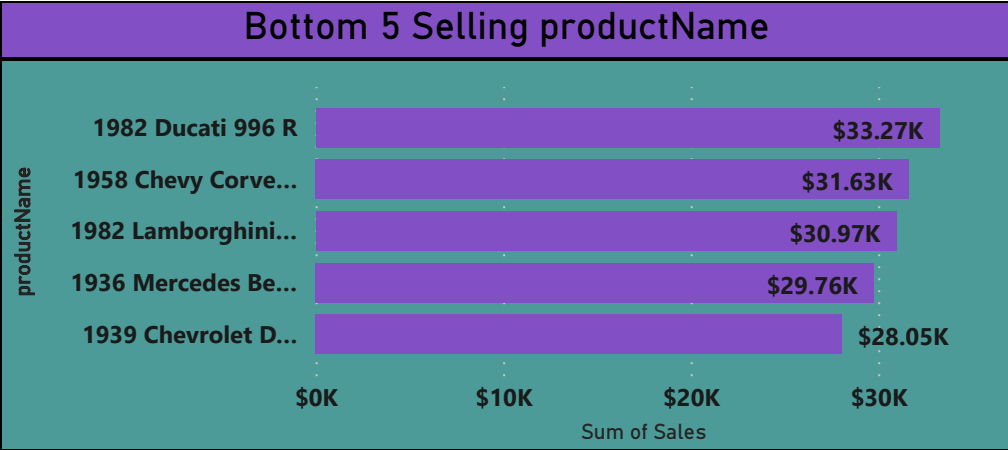 Bottom 5 Selling productName
productName
1982 Ducati 996 R $33.27K
1958 Chevy Corve... $31.63K
1982 Lamborghini... $30.97K
1936 Mercedes Be... $29.76K
1939 Chevrolet D... $28.05K
$0K $10K $20K $30K
Sum of Sales